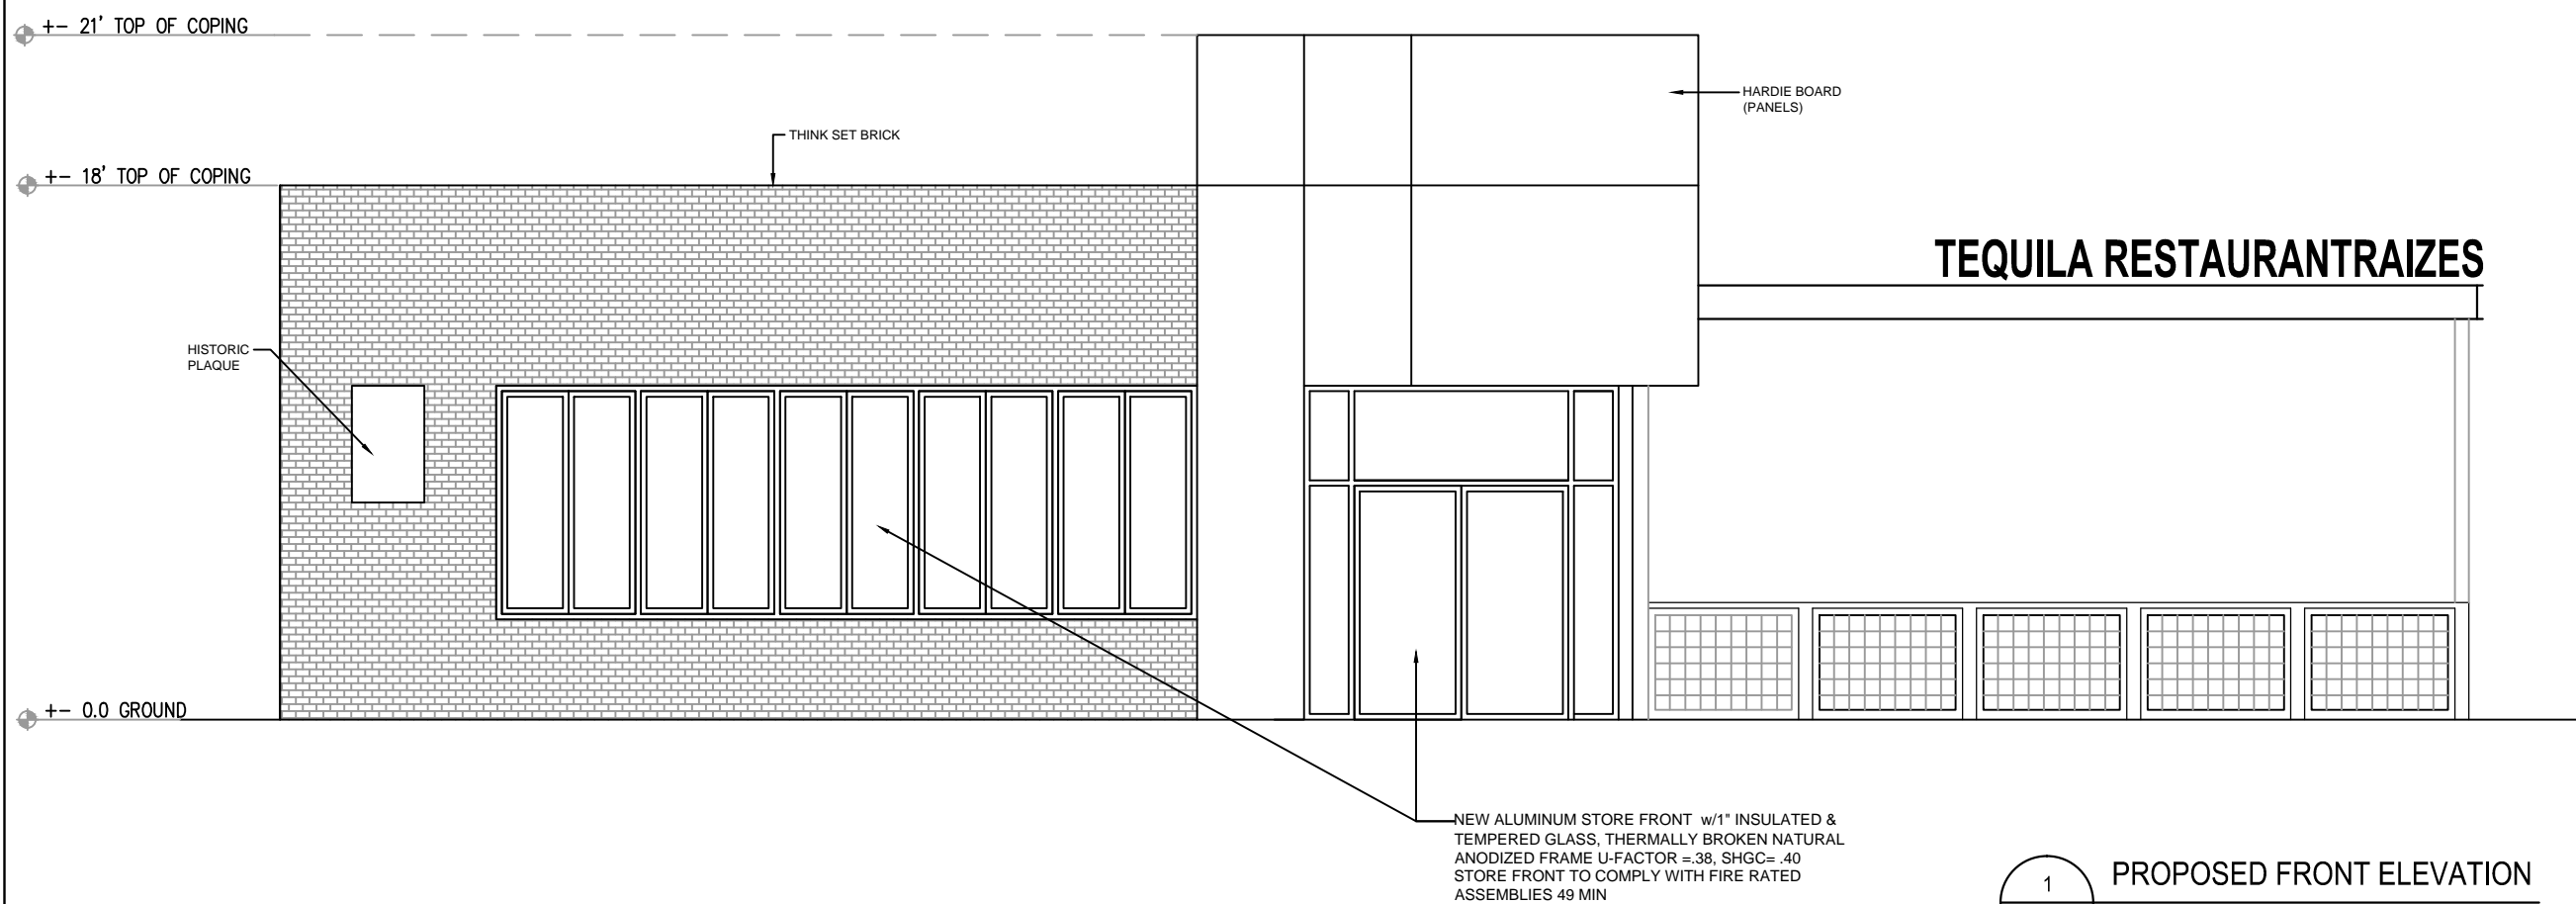 +- 21' TOP OF COPING
HARDIE BOARD
(PANELS)
THINK SET BRICK
+- 18' TOP OF COPING
TEQUILA RESTAURANTRAIZES
HISTORIC
PLAQUE
+- 0.0 GROUND
NEW ALUMINUM STORE FRONT w/1" INSULATED &
TEMPERED GLASS, THERMALLY BROKEN NATURAL
ANODIZED FRAME U-FACTOR =.38, SHGC= .40
STORE FRONT TO COMPLY WITH FIRE RATED
ASSEMBLIES 49 MIN
1 PROPOSED FRONT ELEVATION